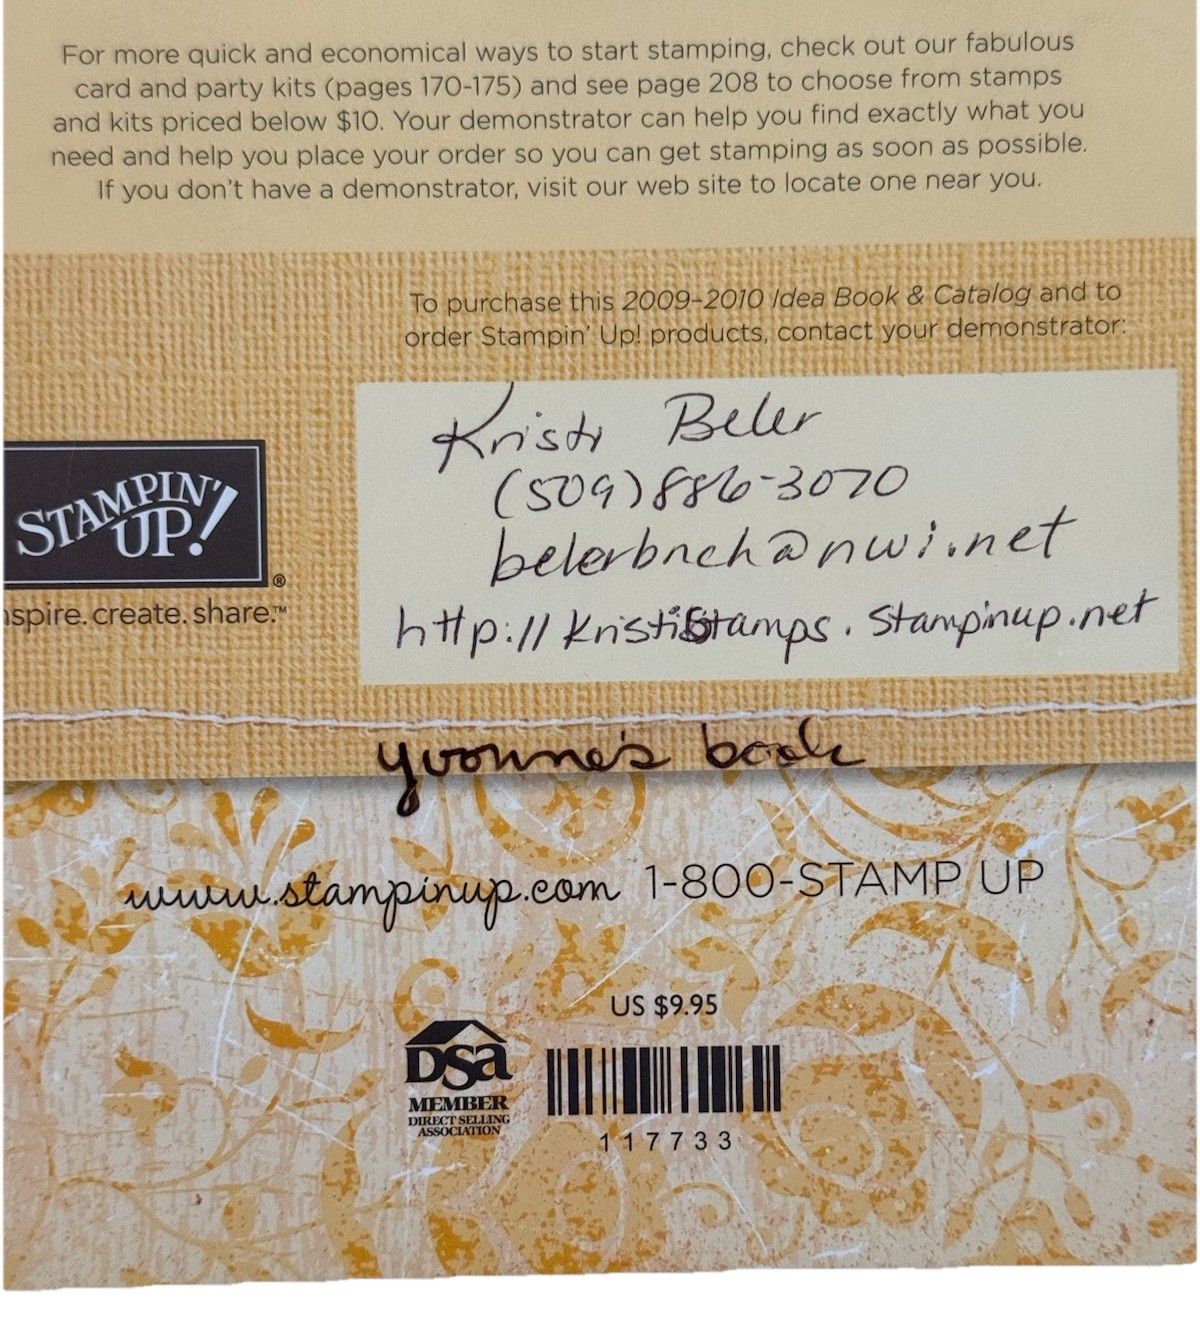 For more quick and economical ways to start stamping, check out our fabulous
card and party kits (pages 170-175) and see page 208 to choose from stamps
and kits priced below $10. Your demonstrator can help you find exactly what you
need and help you place your order so you can get stamping as soon as possible.
If you don't have a demonstrator, visit our web site to locate one near you.
To purchase this 2009-2010 Idea Book & Catalog and to
order Stampin' Up! products, contact your demonstrator:
Kristi Beler
(509) 886-3070
belerbnch@nwi.net
http://krististamps.stampinup.net
STAMPIN'
UP!®
nspire. create. share.™
yvonne's book
www.stampinup.com 1-800-STAMP UP
US $9.95
DSA
MEMBER
DIRECT SELLING
ASSOCIATION
117733